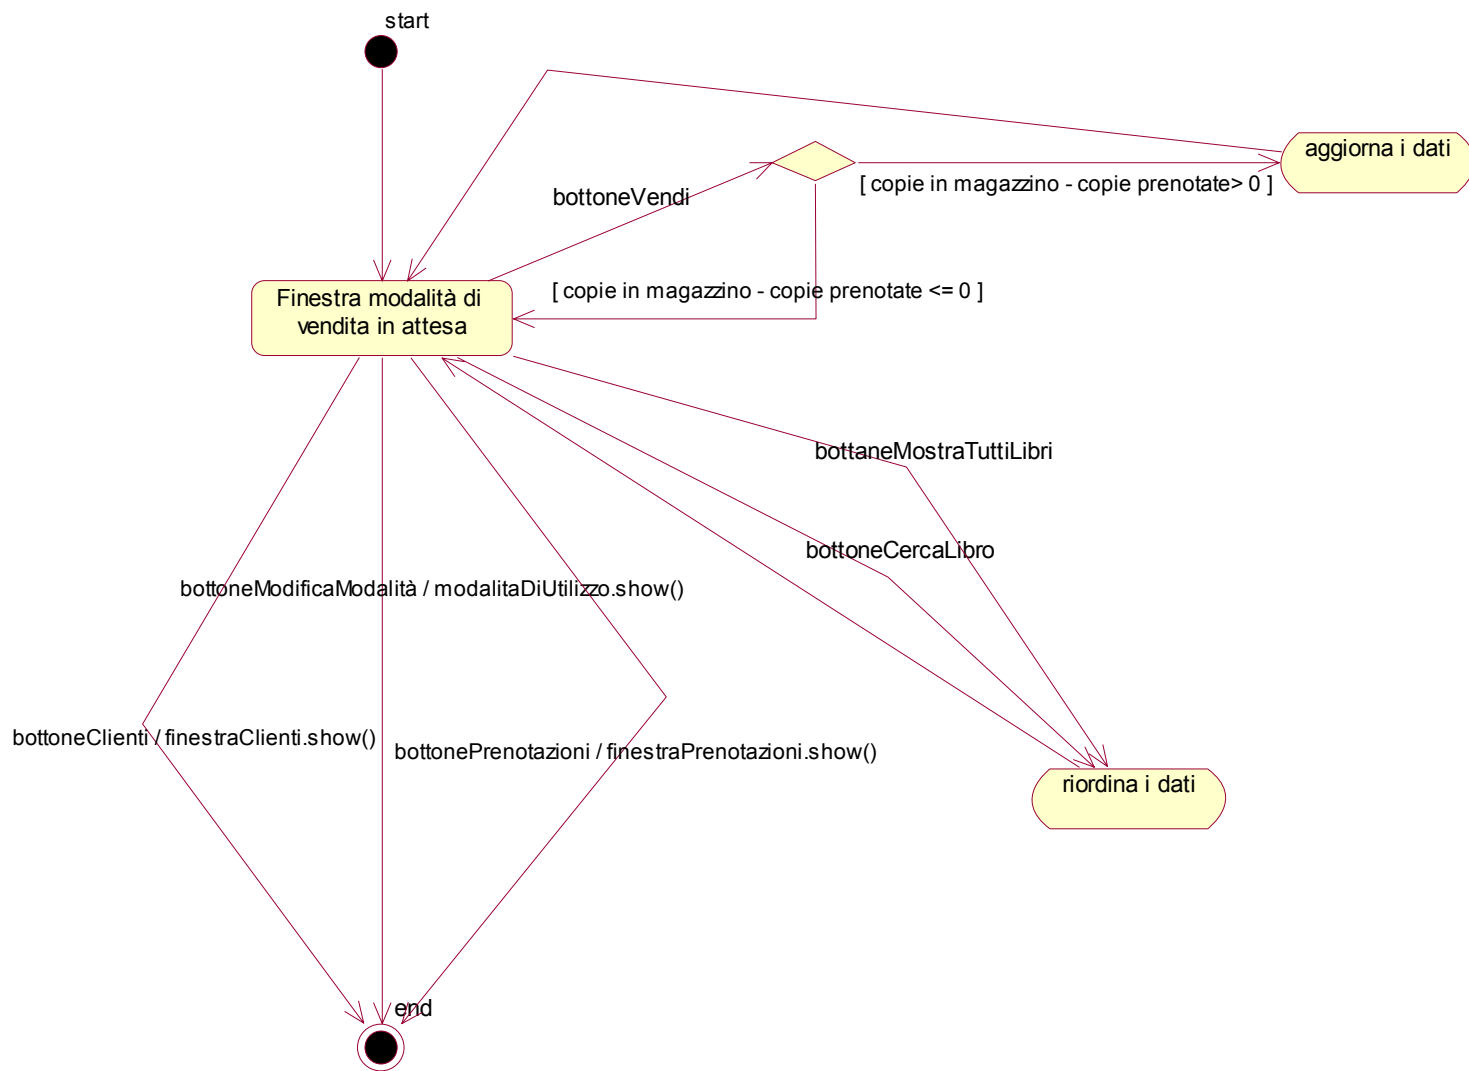 start
aggiorna i dati
[ copie in magazzino - copie prenotate> 0 ]
bottoneVendi
[ copie in magazzino - copie prenotate <= 0 ]
Finestra modalità di
vendita in attesa
bottaneMostraTuttiLibri
bottoneCercaLibro
bottoneModificaModalità / modalitaDiUtilizzo.show()
bottoneClienti / finestraClienti.show()
bottonePrenotazioni / finestraPrenotazioni.show()
riordina i dati
end